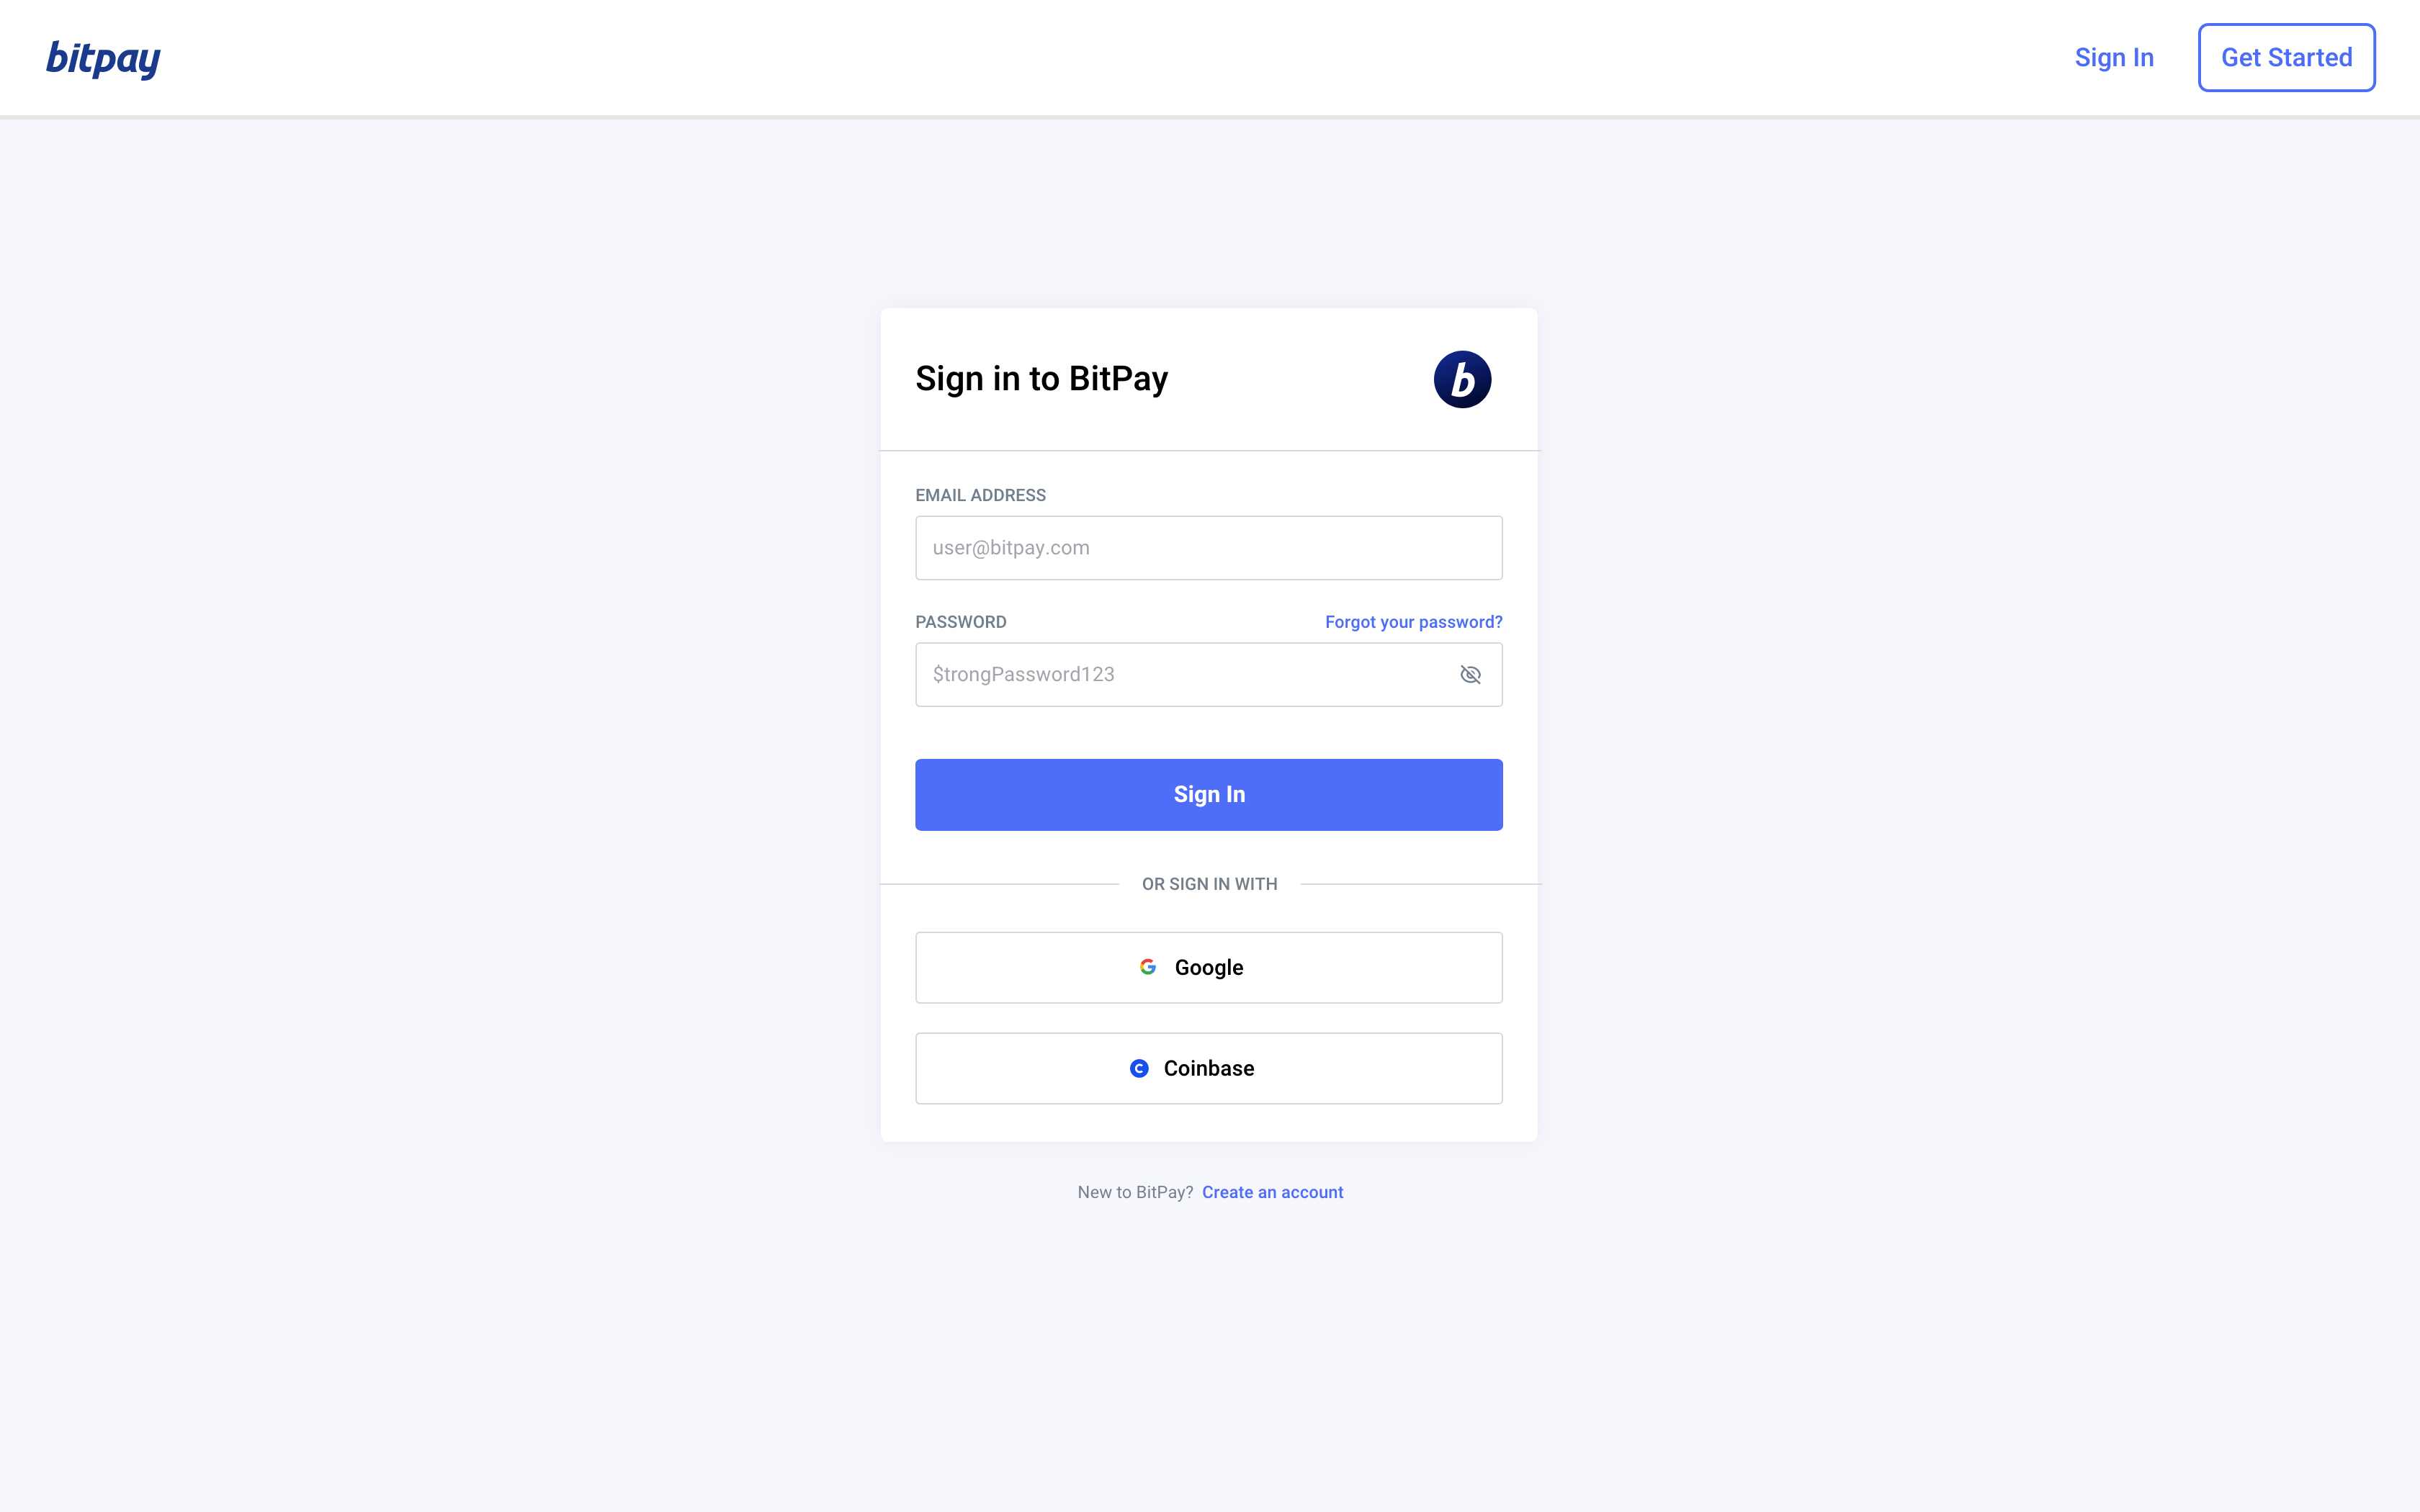 bitpay
Sign In
Get Started
Sign in to BitPay
b
EMAIL ADDRESS
user@bitpay.com
PASSWORD
Forgot your password?
$trongPassword123
Sign In
OR SIGN IN WITH
G Google
C Coinbase
New to BitPay? Create an account